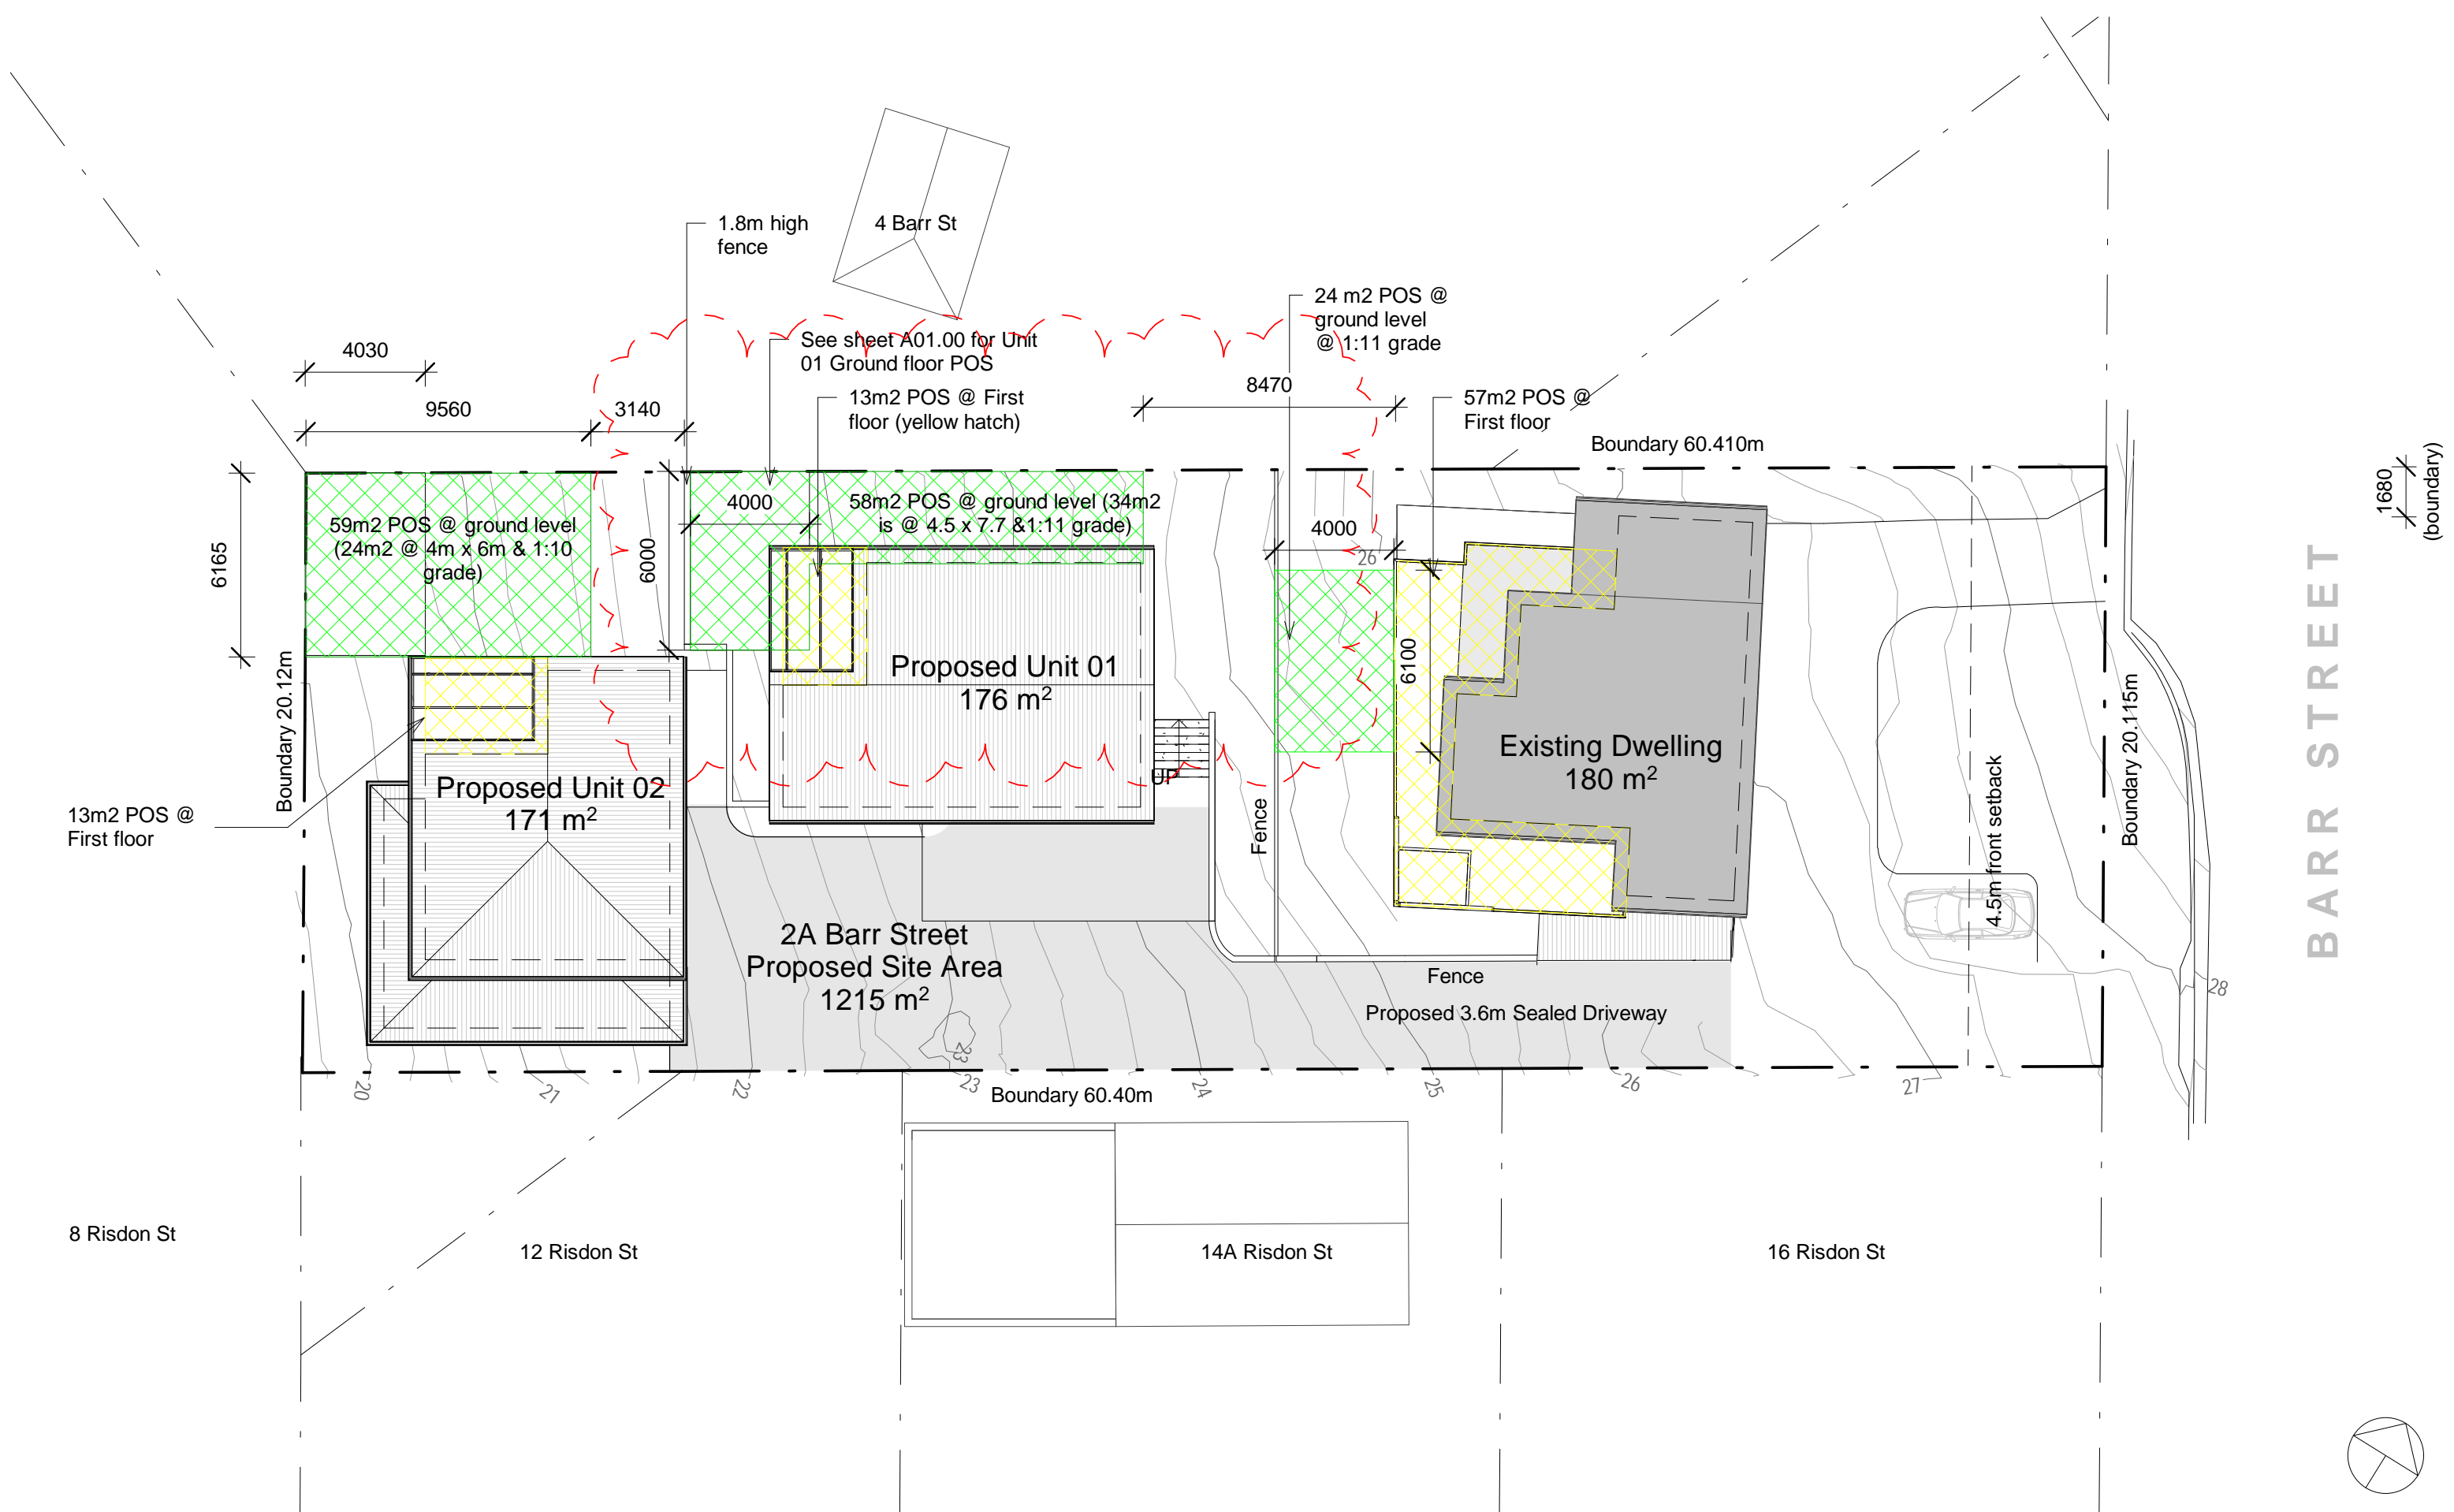 4 Barr St
1.8m high
fence
See sheet A01.00 for Unit
01 Ground floor POS
13m2 POS @ First
floor (yellow hatch)
24 m2 POS @
ground level
@ 1:11 grade
57m2 POS @
First floor
4030
9560
3140
8470
Boundary 60.410m
1680
(boundary)
6165
59m2 POS @ ground level
(24m2 @ 4m x 6m & 1:10
grade)
6000
4000
58m2 POS @ ground level (34m2
is @ 4.5 x 7.7 &1:11 grade)
4000
26
6100
Boundary 20.12m
Proposed Unit 01
176 m²
Existing Dwelling
180 m²
Proposed Unit 02
171 m²
UP
Fence
4.5m front setback
Boundary 20.115m
BARR STREET
13m2 POS @
First floor
2A Barr Street
Proposed Site Area
1215 m²
Fence
Proposed 3.6m Sealed Driveway
28
23
20
21
22
23
24
25
26
27
Boundary 60.40m
8 Risdon St
12 Risdon St
14A Risdon St
16 Risdon St